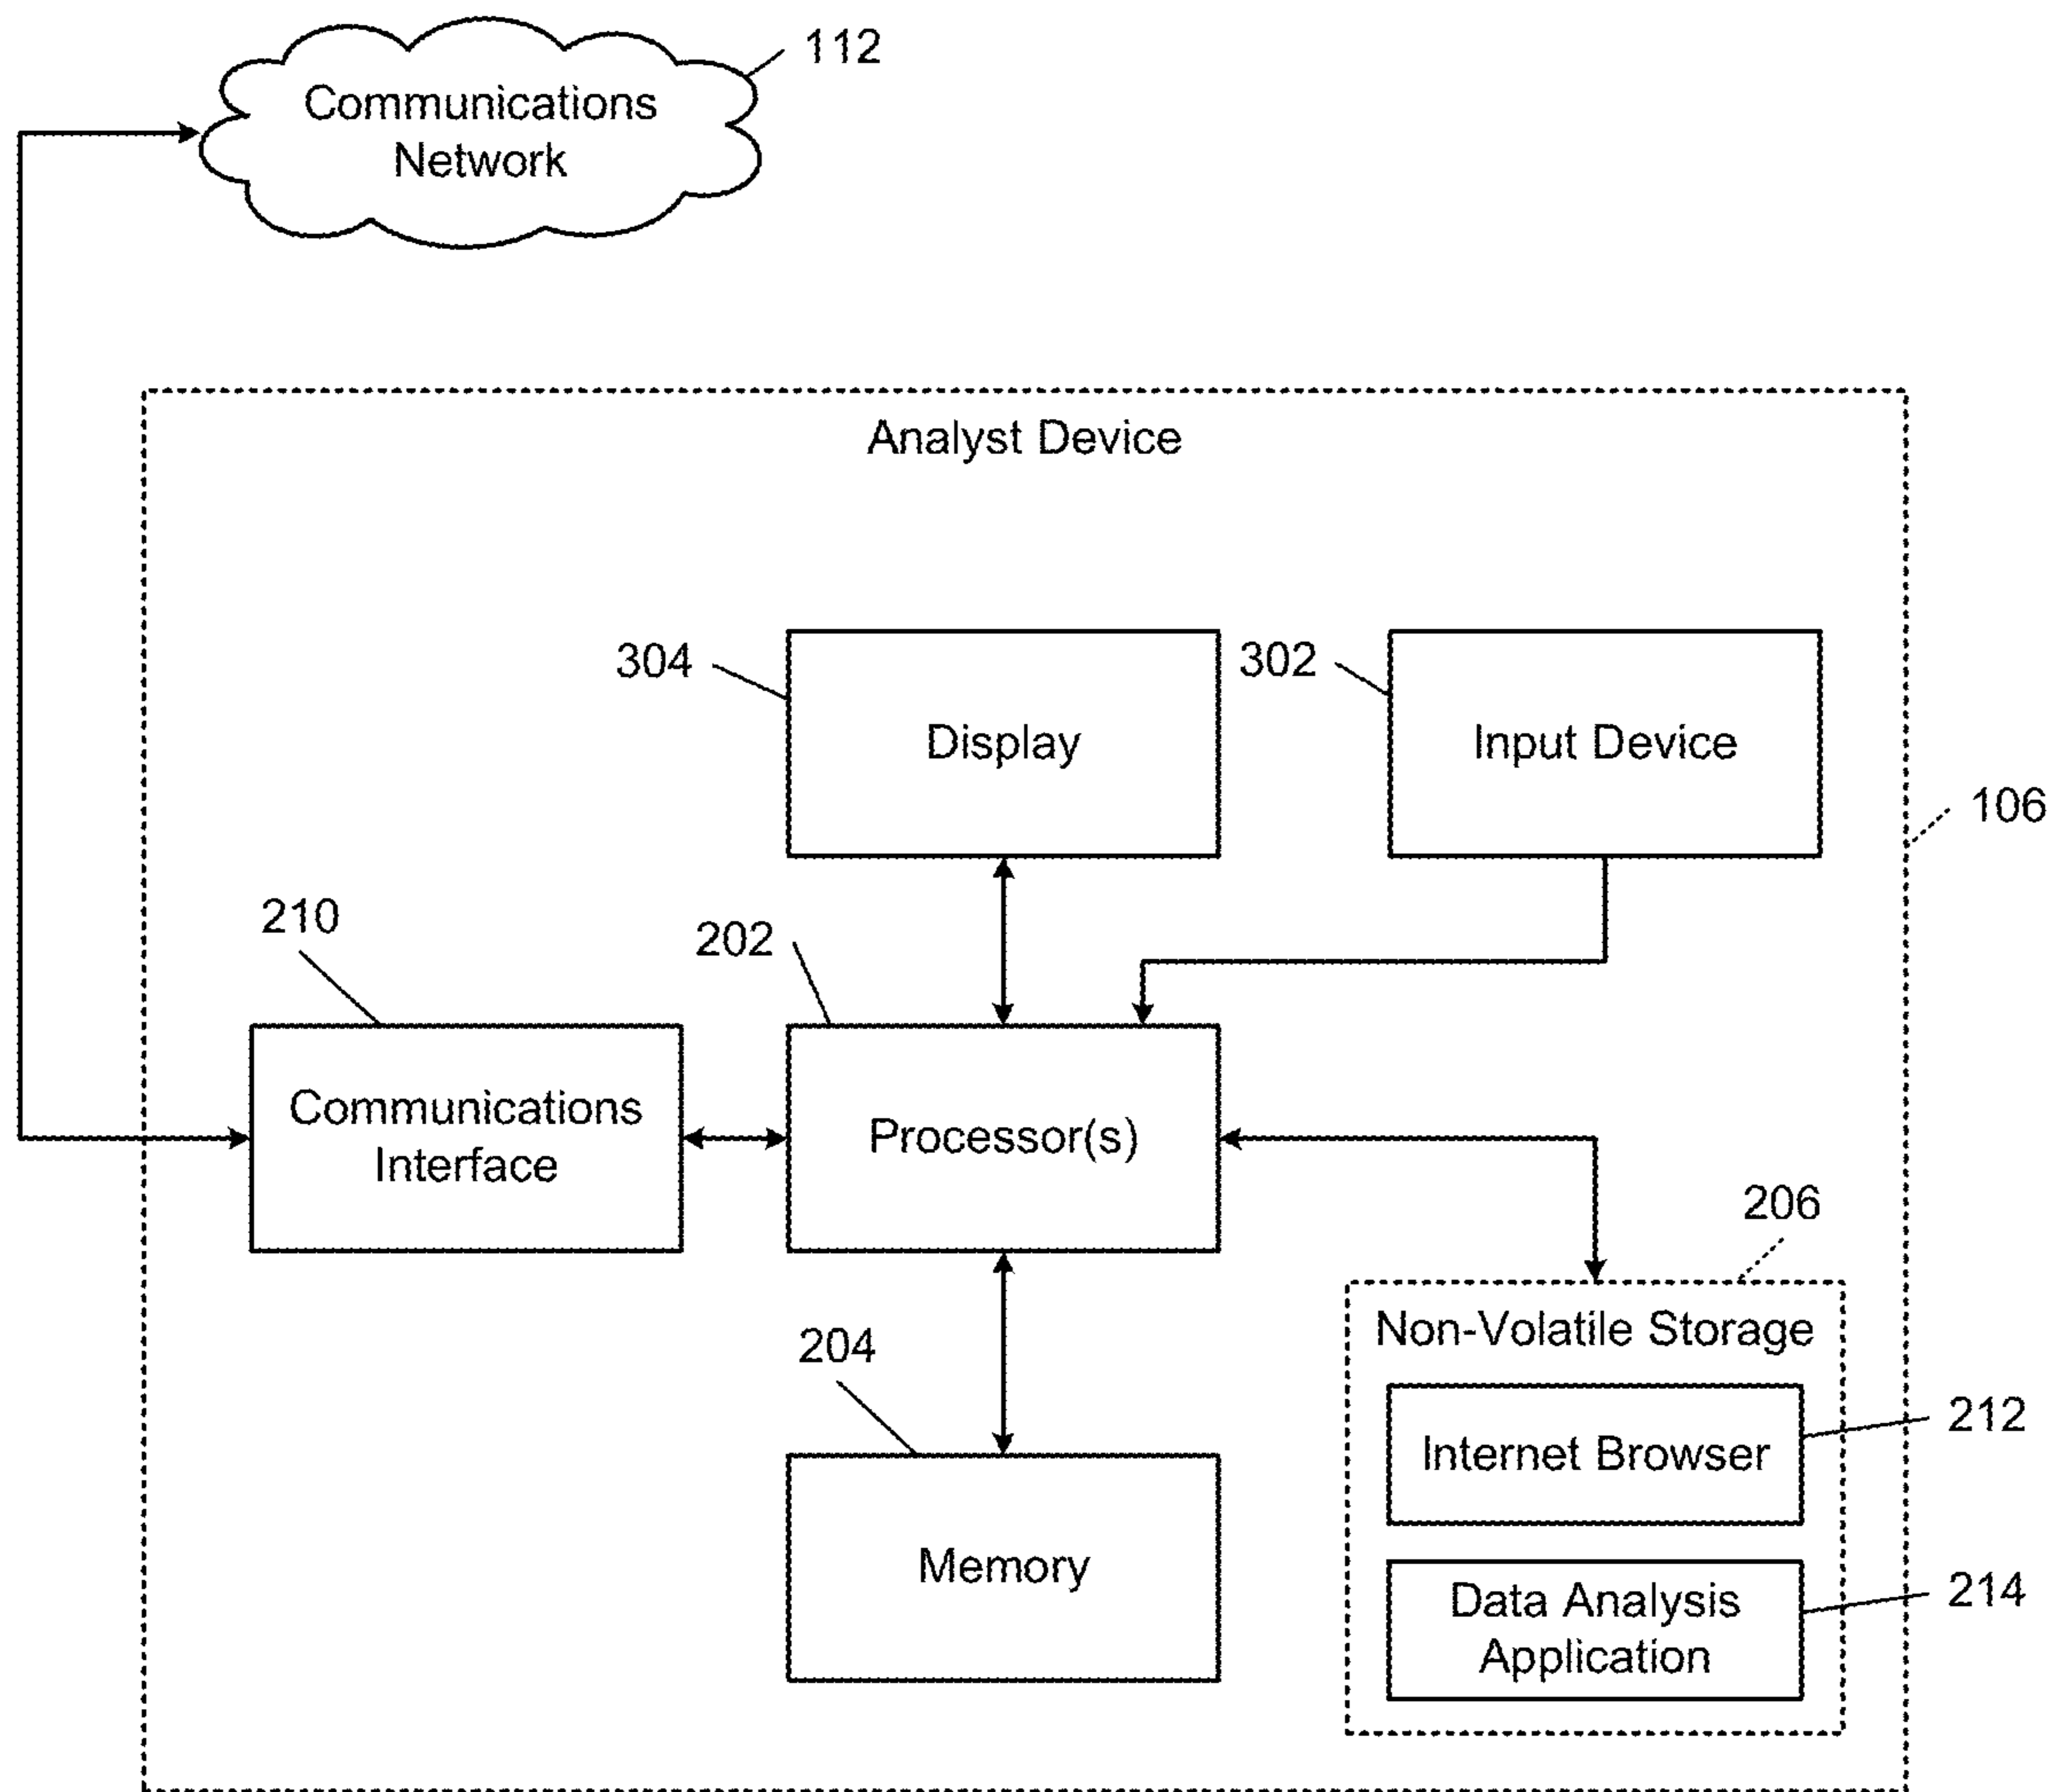 112
Communications
Network
Analyst Device
304
302
Display
Input Device
106
210
202
Communications
Interface
Processor(s)
206
204
Non-Volatile Storage
212
Internet Browser
Memory
214
Data Analysis
Application